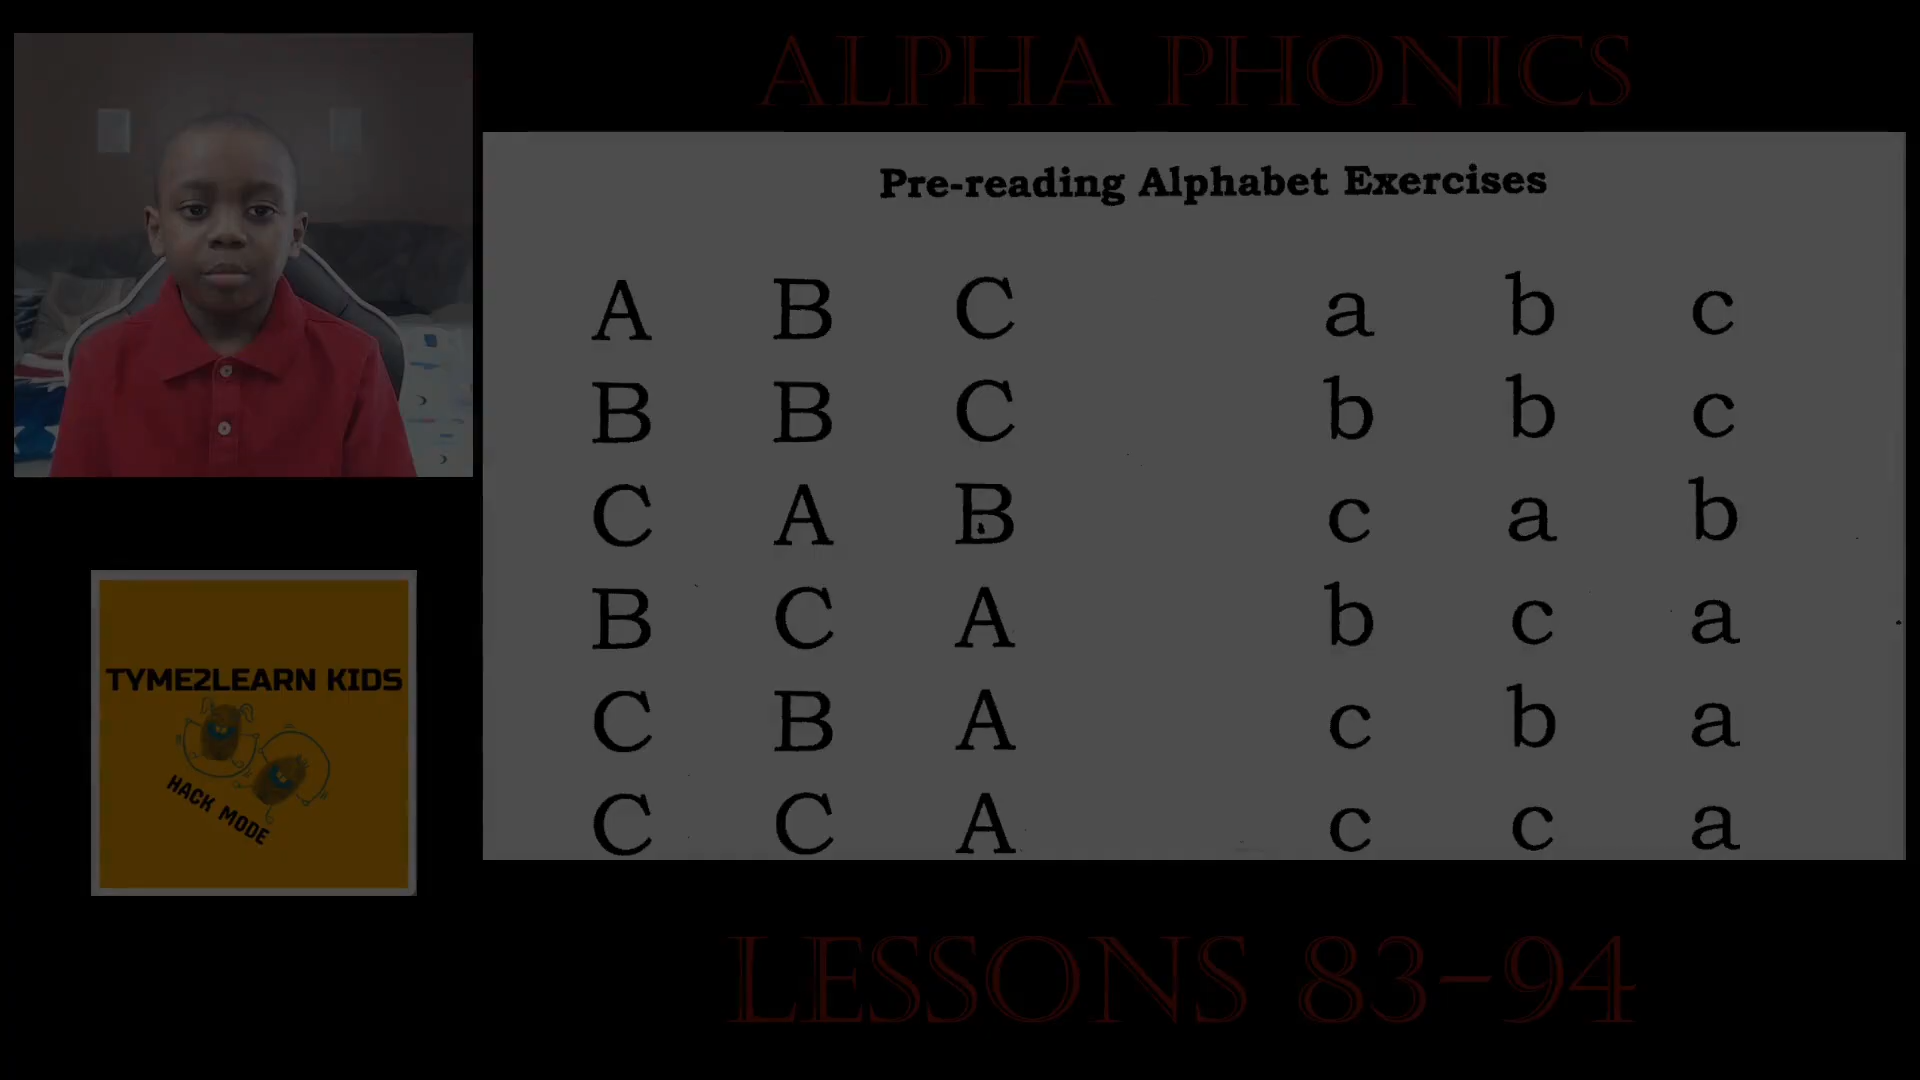 ALPHA PHONICS
Pre-reading Alphabet Exercises
A B C a b c
B B C b b c
C A B c a b
B C A b c a
C B A c b a
C C A c c a
TYME2LEARN KIDS
HACK MODE
LESSONS 83-94